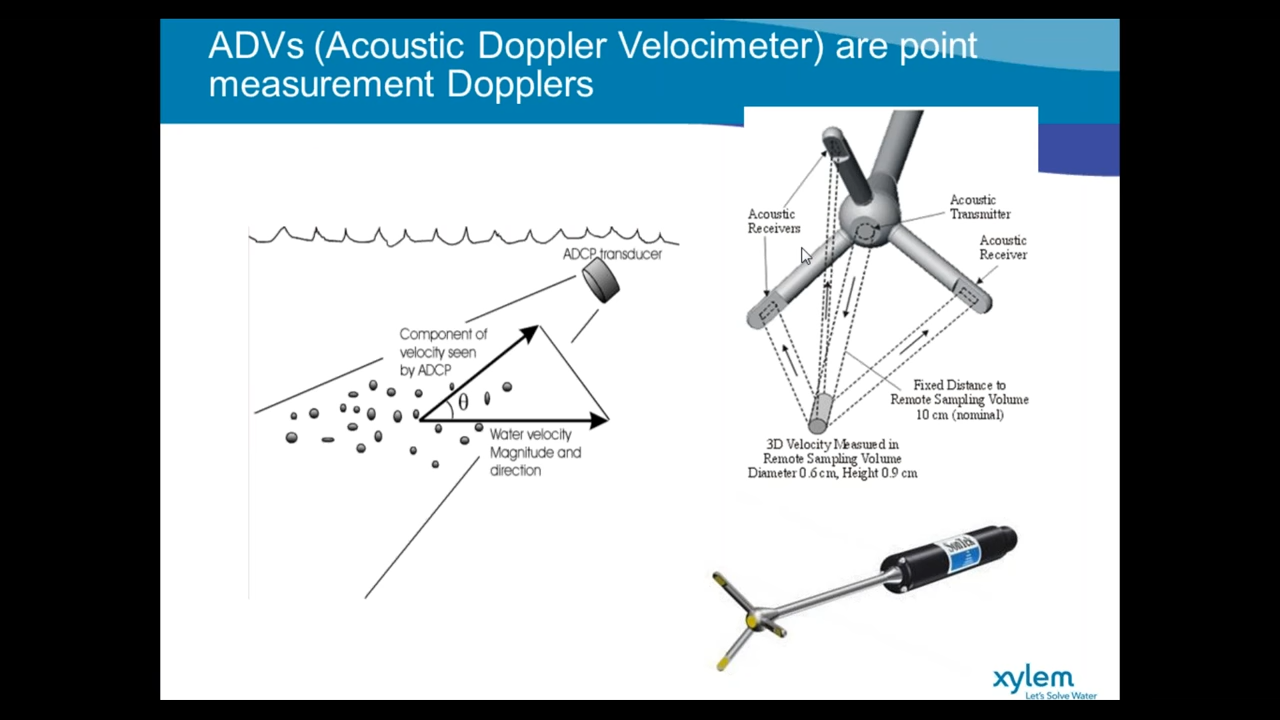 ADVs (Acoustic Doppler Velocimeter) are point
measurement Dopplers
ADCP transducer
Component of
velocity seen
by ADCP
θ
Water velocity
Magnitude and
direction
Acoustic
Receivers
Acoustic
Transmitter
Acoustic
Receiver
Fixed Distance to
Remote Sampling Volume
10 cm (nominal)
3D Velocity Measured in
Remote Sampling Volume
Diameter 0.6 cm, Height 0.9 cm
SonTek
xylem
Let's Solve Water